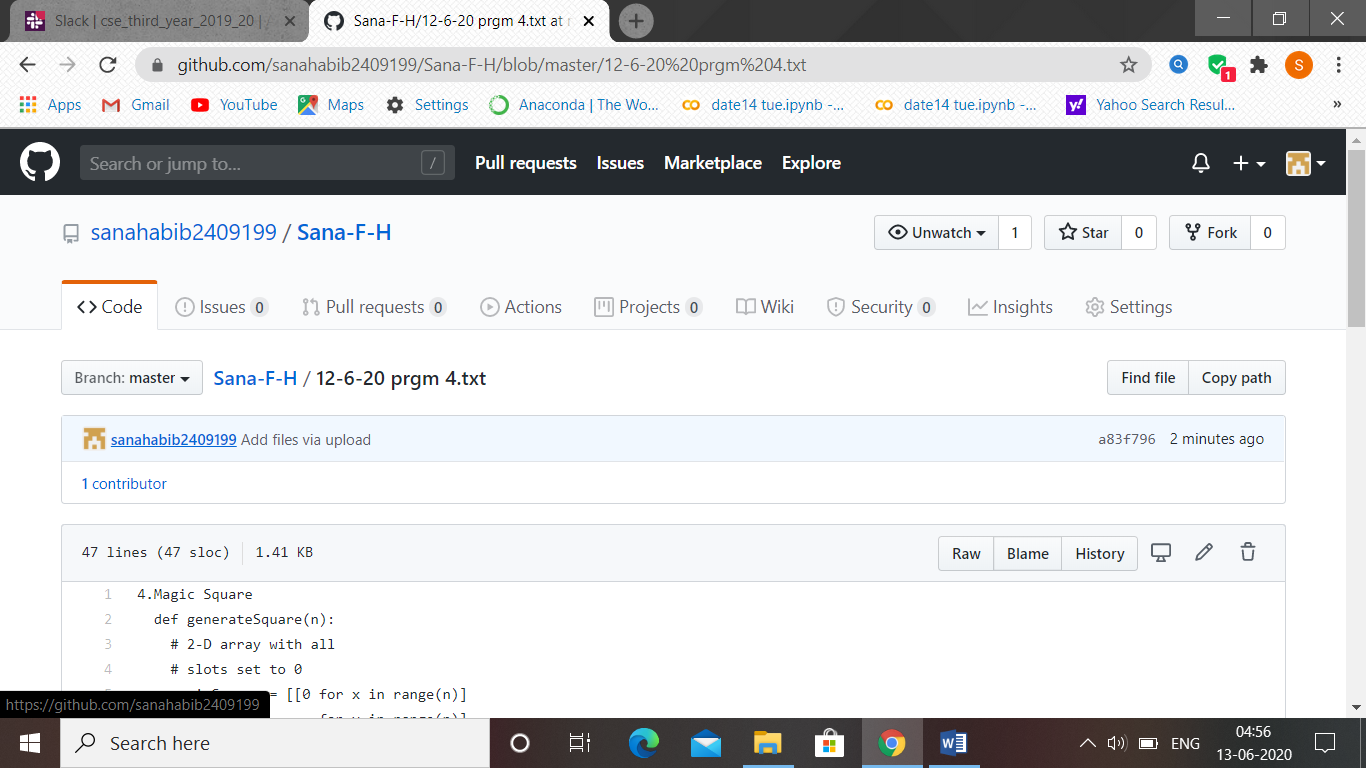 Slack | cse_third_year_2019_20 |
Sana-F-H/12-6-20 prgm 4.txt at
github.com/sanahabib2409199/Sana-F-H/blob/master/12-6-20%20prgm%204.txt
1
S
Apps Gmail YouTube Maps Settings Anaconda | The Wo... date14 tue.ipynb -... date14 tue.ipynb -... Yahoo Search Resul... »
Search or jump to... /
Pull requests Issues Marketplace Explore
sanahabib2409199 / Sana-F-H
Unwatch 1 Star 0 Fork 0
Code Issues 0 Pull requests 0 Actions Projects 0 Wiki Security 0 Insights Settings
Branch: master Sana-F-H / 12-6-20 prgm 4.txt Find file Copy path
sanahabib2409199 Add files via upload a83f796 2 minutes ago
1 contributor
47 lines (47 sloc) 1.41 KB Raw Blame History
1 4.Magic Square
2 def generateSquare(n):
3 # 2-D array with all
4 # slots set to 0
= [[0 for x in range(n)]
for y in range(n)]
https://github.com/sanahabib2409199
Search here
ENG
04:56
13-06-2020